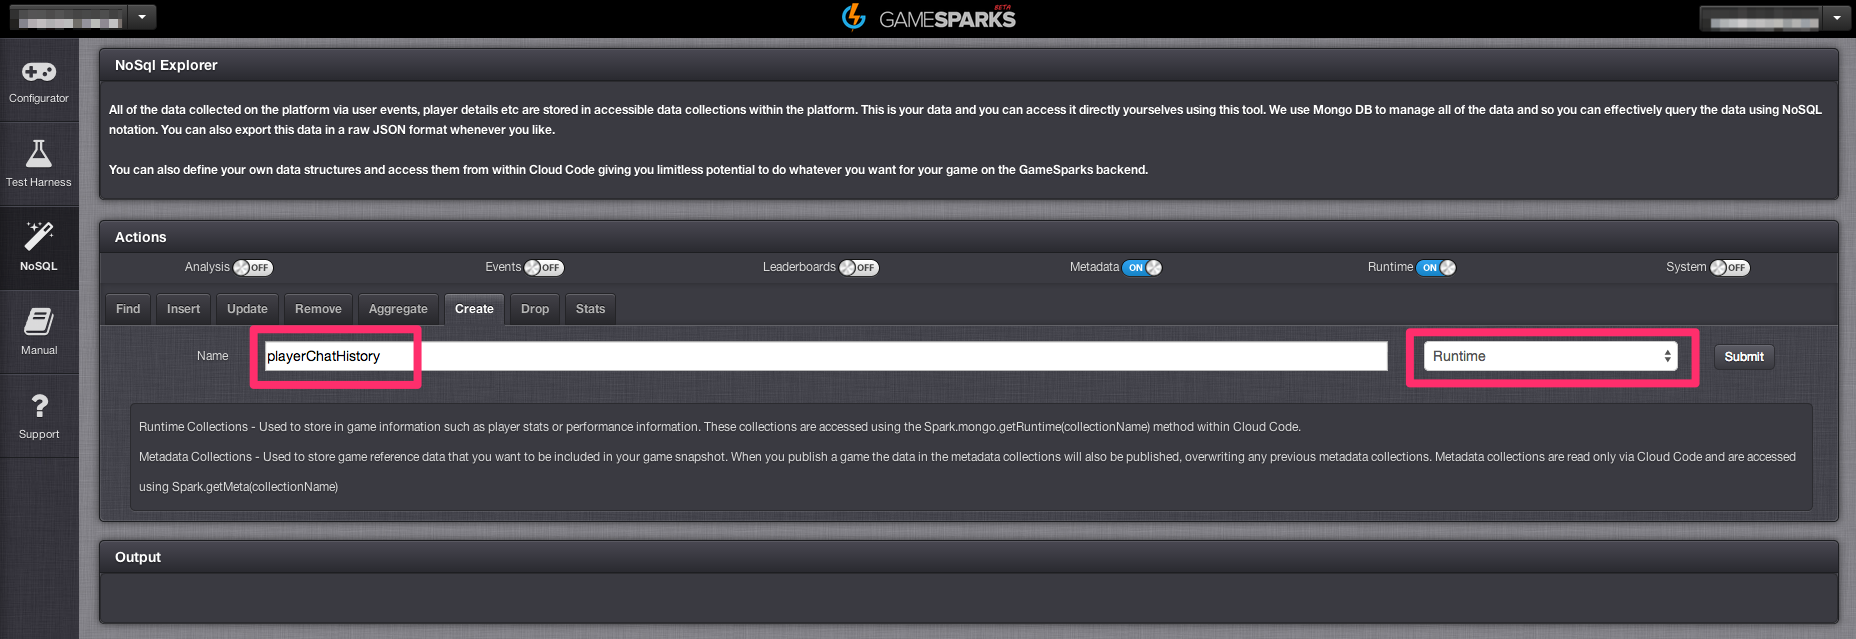 GAMESPARKS BETA
Configurator
Test Harness
NoSQL
Manual
Support
NoSql Explorer
All of the data collected on the platform via user events, player details etc are stored in accessible data collections within the platform. This is your data and you can access it directly yourselves using this tool. We use Mongo DB to manage all of the data and so you can effectively query the data using NoSQL
notation. You can also export this data in a raw JSON format whenever you like.
You can also define your own data structures and access them from within Cloud Code giving you limitless potential to do whatever you want for your game on the GameSparks backend.
Actions
Analysis OFF Events OFF Leaderboards OFF Metadata ON Runtime ON System OFF
Find Insert Update Remove Aggregate Create Drop Stats
Name playerChatHistory Runtime Submit
Runtime Collections - Used to store in game information such as player stats or performance information. These collections are accessed using the Spark.mongo.getRuntime(collectionName) method within Cloud Code.
Metadata Collections - Used to store game reference data that you want to be included in your game snapshot. When you publish a game the data in the metadata collections will also be published, overwriting any previous metadata collections. Metadata collections are read only via Cloud Code and are accessed
using Spark.getMeta(collectionName)
Output